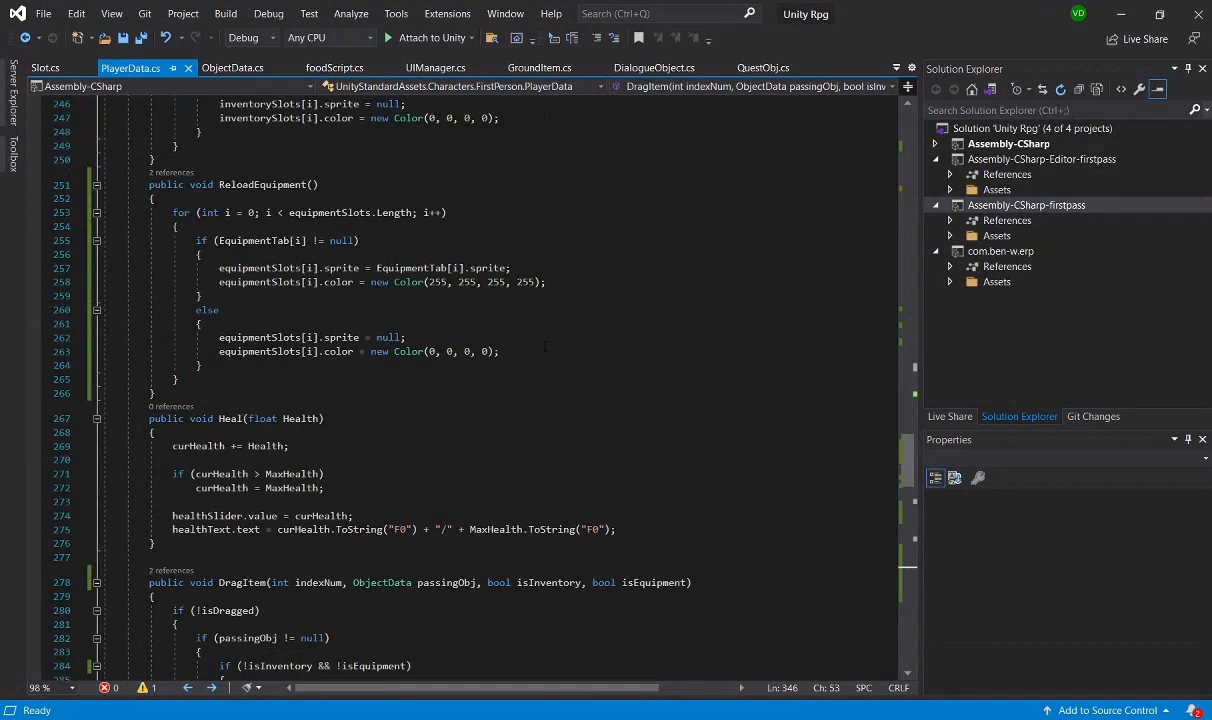 File Edit View Git Project Build Debug Test Analyze Tools Extensions Window Help Search (Ctrl+Q) Unity Rpg VD
Debug Any CPU Attach to Unity Live Share
Server Explorer
Toolbox
Slot.cs PlayerData.cs ObjectData.cs foodScript.cs UIManager.cs GroundItem.cs DialogueObject.cs QuestObj.cs
Assembly-CSharp UnityStandardAssets.Characters.FirstPerson.PlayerData DragItem(int indexNum, ObjectData passingObj, bool isInv
246 inventorySlots[i].sprite = null;
247 inventorySlots[i].color = new Color(0, 0, 0, 0);
248 }
249 }
250 }
2 references
251 public void ReloadEquipment()
252 {
253 for (int i = 0; i < equipmentSlots.Length; i++)
254 {
255 if (EquipmentTab[i] != null)
256 {
257 equipmentSlots[i].sprite = EquipmentTab[i].sprite;
258 equipmentSlots[i].color = new Color(255, 255, 255, 255);
259 }
260 else
261 {
262 equipmentSlots[i].sprite = null;
263 equipmentSlots[i].color = new Color(0, 0, 0, 0);
264 }
265 }
266 }
0 references
267 public void Heal(float Health)
268 {
269 curHealth += Health;
270
271 if (curHealth > MaxHealth)
272 curHealth = MaxHealth;
273
274 healthSlider.value = curHealth;
275 healthText.text = curHealth.ToString("F0") + "/" + MaxHealth.ToString("F0");
276 }
277
2 references
278 public void DragItem(int indexNum, ObjectData passingObj, bool isInventory, bool isEquipment)
279 {
280 if (!isDragged)
281 {
282 if (passingObj != null)
283 {
284 if (!isInventory && !isEquipment)
98 % 0 1 Ln: 346 Ch: 53 SPC CRLF
Solution Explorer
Search Solution Explorer (Ctrl+;)
Solution 'Unity Rpg' (4 of 4 projects)
Assembly-CSharp
Assembly-CSharp-Editor-firstpass
References
Assets
Assembly-CSharp-firstpass
References
Assets
com.ben-w.erp
References
Assets
Live Share Solution Explorer Git Changes
Properties
Ready Add to Source Control 2